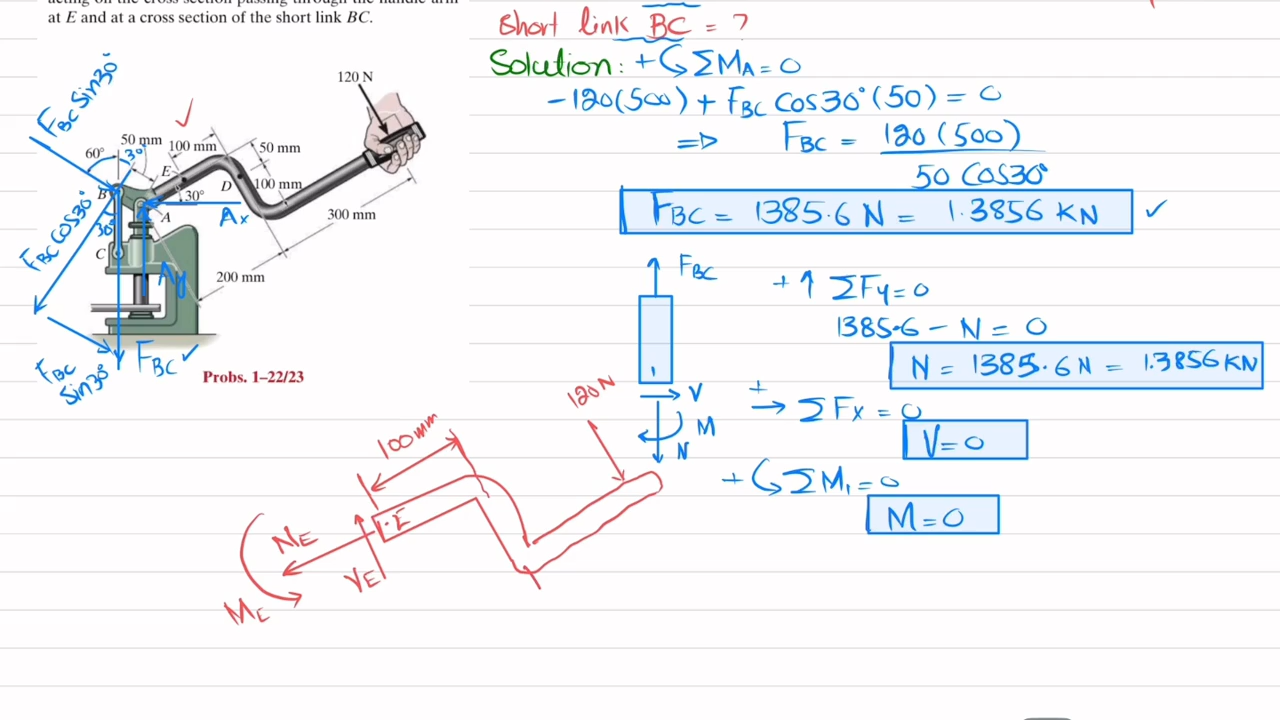 acting on the cross section passing through the handle arm
at E and at a cross section of the short link BC.
Short link BC = ?
Solution: +↺ ΣMA = 0
-120(500) + FBC Cos30°(50) = 0
⇒ FBC = 120(500)
50 Cos30°
FBC = 1385.6 N = 1.3856 KN ✓
FBC Sin30°
120 N
✓
50 mm
100 mm
50 mm
60°
30°
E
B
30°
D
100 mm
A
Ax
300 mm
FBC Cos30°
30°
C
Ay
200 mm
FBC ✓
FBC
Sin30°
Probs. 1–22/23
FBC
1
V
M
N
+↑ ΣFy = 0
1385.6 - N = 0
N = 1385.6 N = 1.3856 KN
+→ ΣFx = 0
V = 0
+↺ ΣM1 = 0
M = 0
120 N
100 mm
1.E
NE
VE
ME